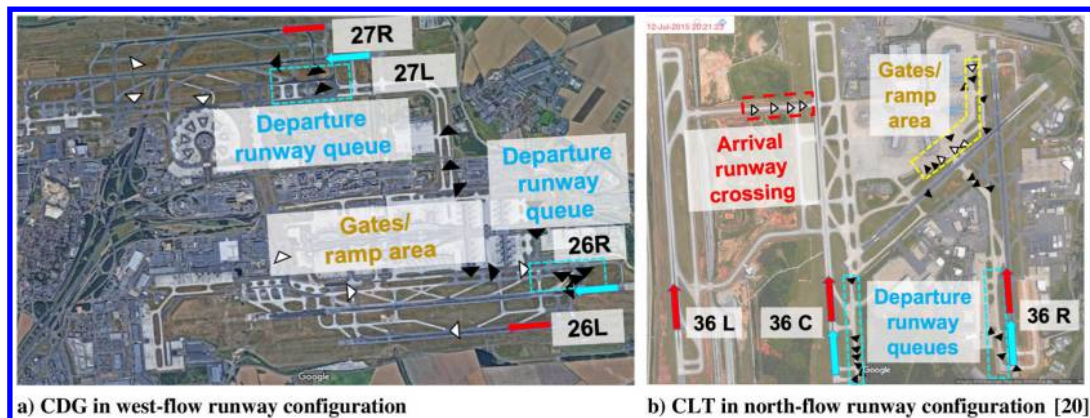 27R
27L
Departure
runway queue
Departure
runway
queue
Gates/
ramp area
26R
26L
Google
a) CDG in west-flow runway configuration
12-Jul-2015 20:21:23
Gates/
ramp
area
Arrival
runway
crossing
36 L
36 C
Departure
runway
queues
36 R
Google
b) CLT in north-flow runway configuration [20]